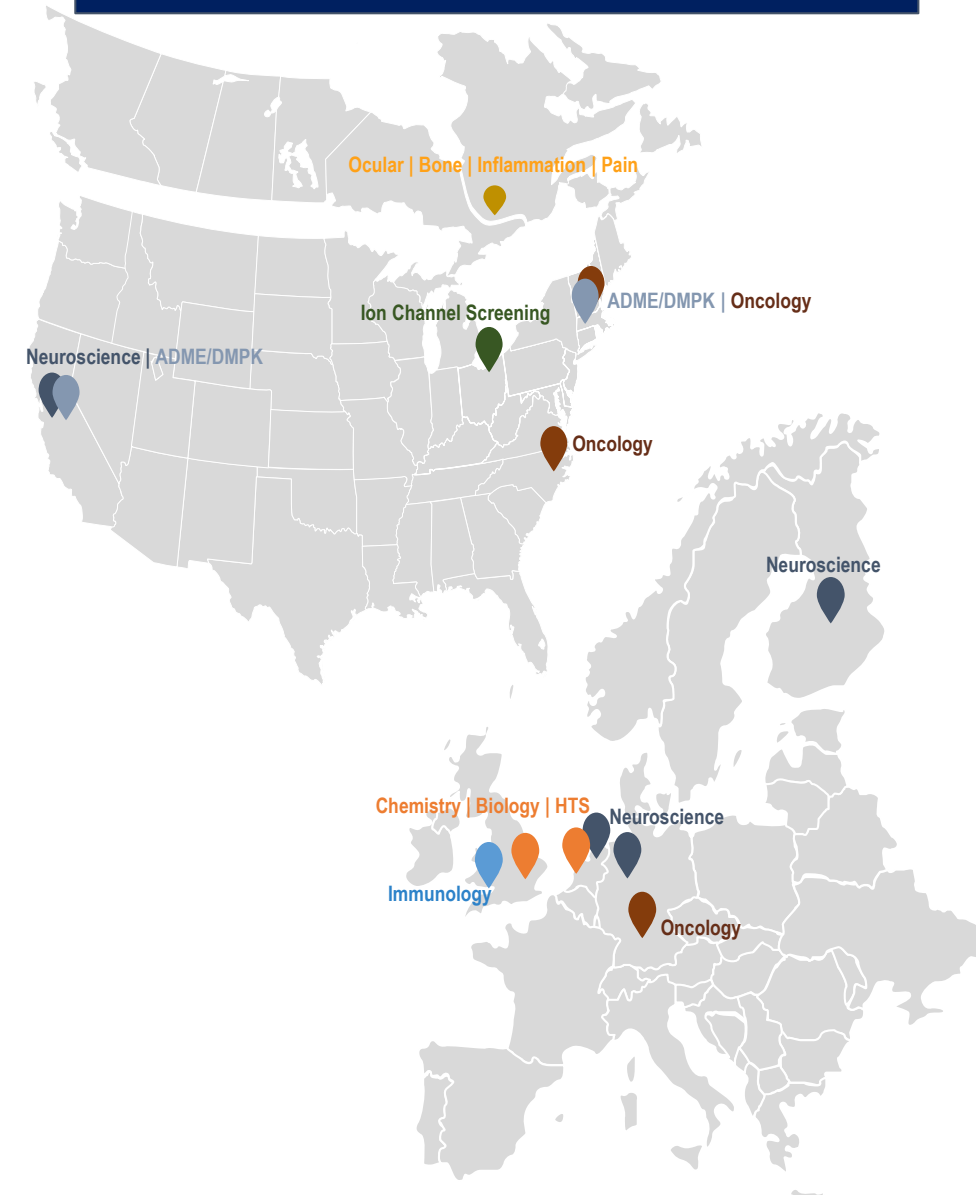 Ocular | Bone | Inflammation | Pain
ADME/DMPK | Oncology
Ion Channel Screening
Neuroscience | ADME/DMPK
Oncology
Neuroscience
Chemistry | Biology | HTS
Neuroscience
Immunology
Oncology